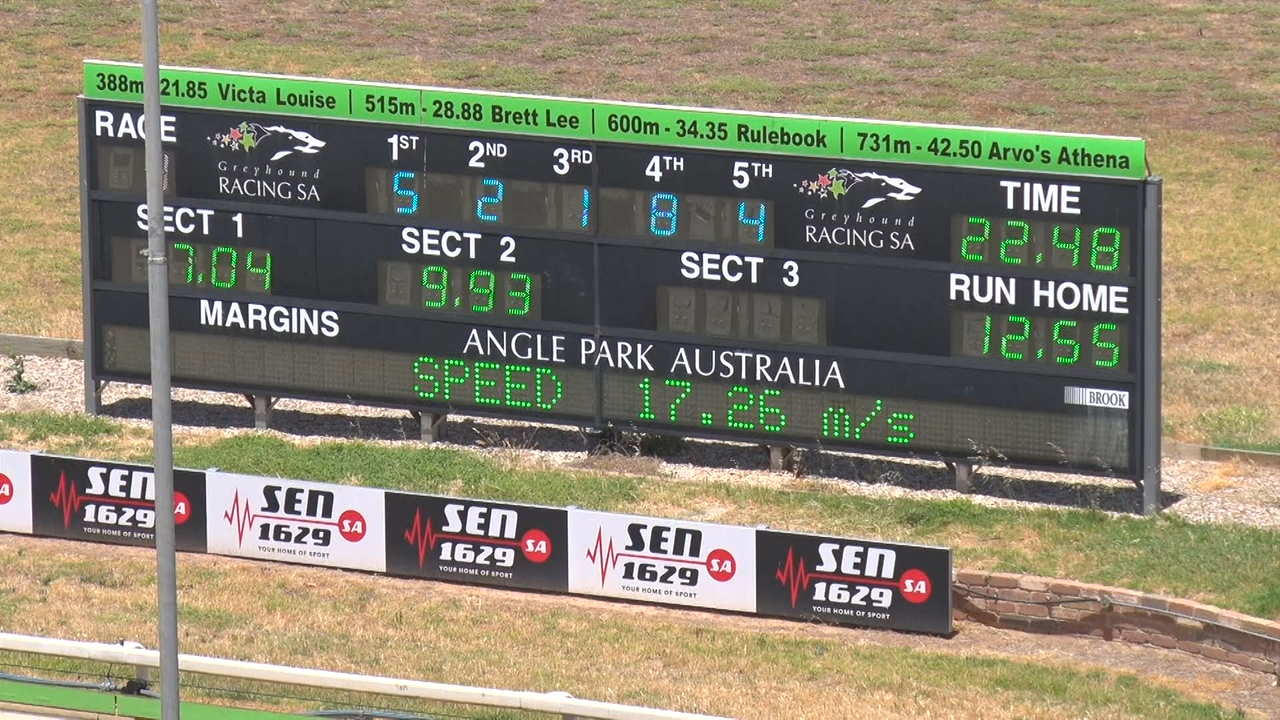 388m 21.85 Victa Louise | 515m - 28.88 Brett Lee | 600m - 34.35 Rulebook | 731m - 42.50 Arvo's Athena
RACE
Greyhound
RACING SA
1ST 2ND 3RD 4TH 5TH
5 2 1 8 4
Greyhound
RACING SA
TIME
22.48
SECT 1
7.04
SECT 2
9.93
SECT 3
RUN HOME
12.55
MARGINS
ANGLE PARK AUSTRALIA
SPEED 17.26 m/s
BROOK
SEN
1629 SA
YOUR HOME OF SPORT
SEN
1629 SA
YOUR HOME OF SPORT
SEN
1629 SA
YOUR HOME OF SPORT
SEN
1629 SA
YOUR HOME OF SPORT
SEN
1629 SA
YOUR HOME OF SPORT